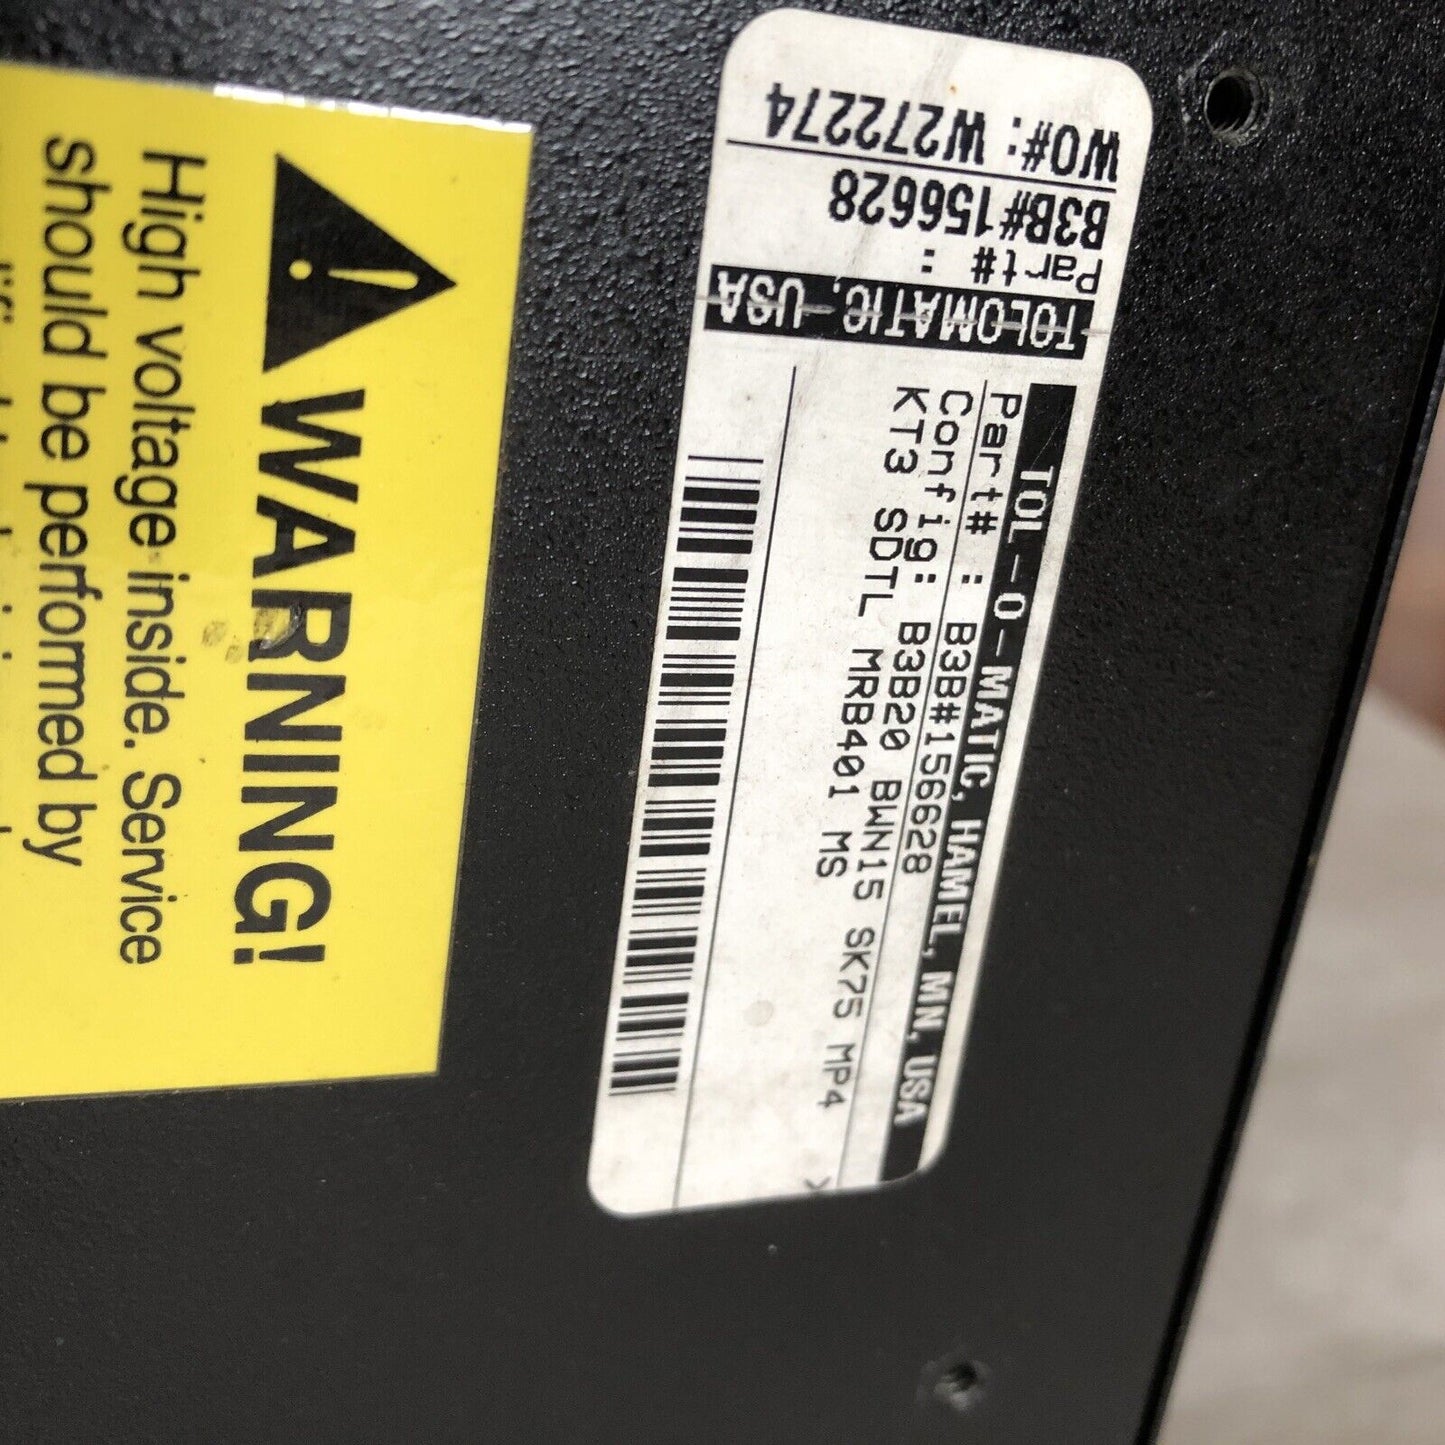 WARNING!
High voltage inside. Service
should be performed by
TOL-O-MATIC, HAMEL, MN, USA
Part# : B3B#156628
Config: B3B20 BWN15 SK75 MP4
KT3 SDTL MRB401 MS
TOLOMATIC, USA
Part# :
B3B#156628
WO#: W272274